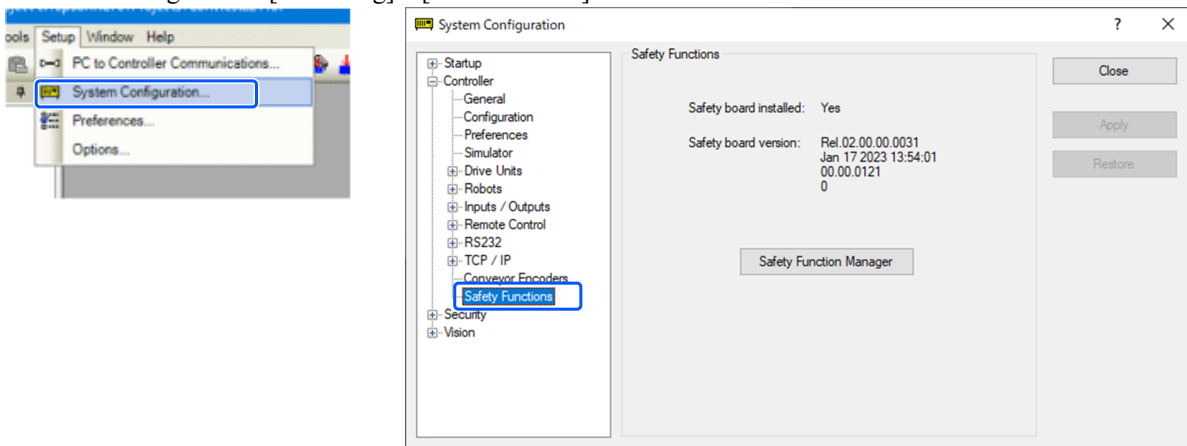 ools Setup Window Help
PC to Controller Communications...
System Configuration...
Preferences...
Options...
System Configuration
? ×
Startup
Controller
General
Configuration
Preferences
Simulator
Drive Units
Robots
Inputs / Outputs
Remote Control
RS232
TCP / IP
Conveyor Encoders
Safety Functions
Security
Vision
Safety Functions
Safety board installed: Yes
Safety board version: Rel.02.00.00.0031
Jan 17 2023 13:54:01
00.00.0121
0
Safety Function Manager
Close
Apply
Restore